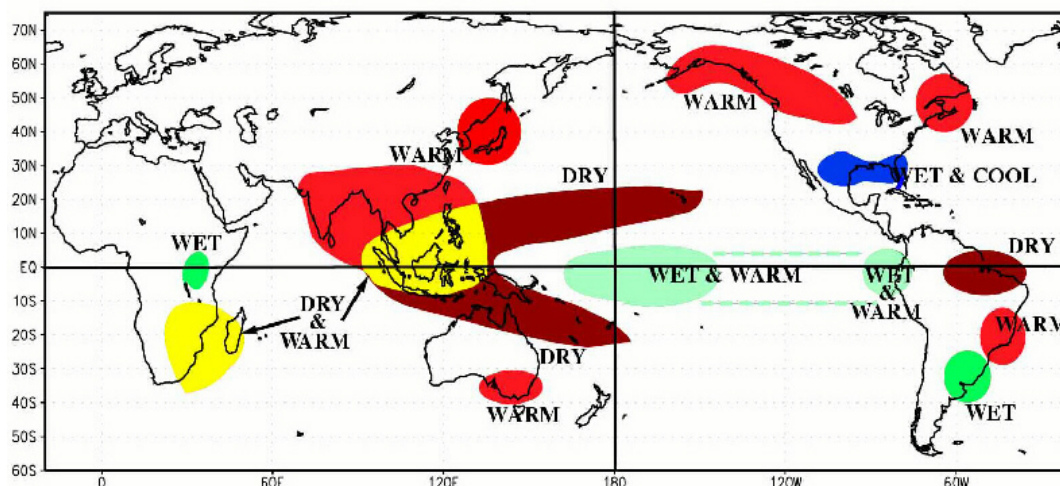 75N
60N
50N
40N
30N
20N
10N
EQ
10S
20S
30S
40S
50S
60S
WARM
WARM
WARM
DRY
WET & COOL
WET
DRY
WET & WARM
WET
&
WARM
DRY
&
WARM
DRY
WARM
WARM
WET
0
60E
120E
180
120W
60W